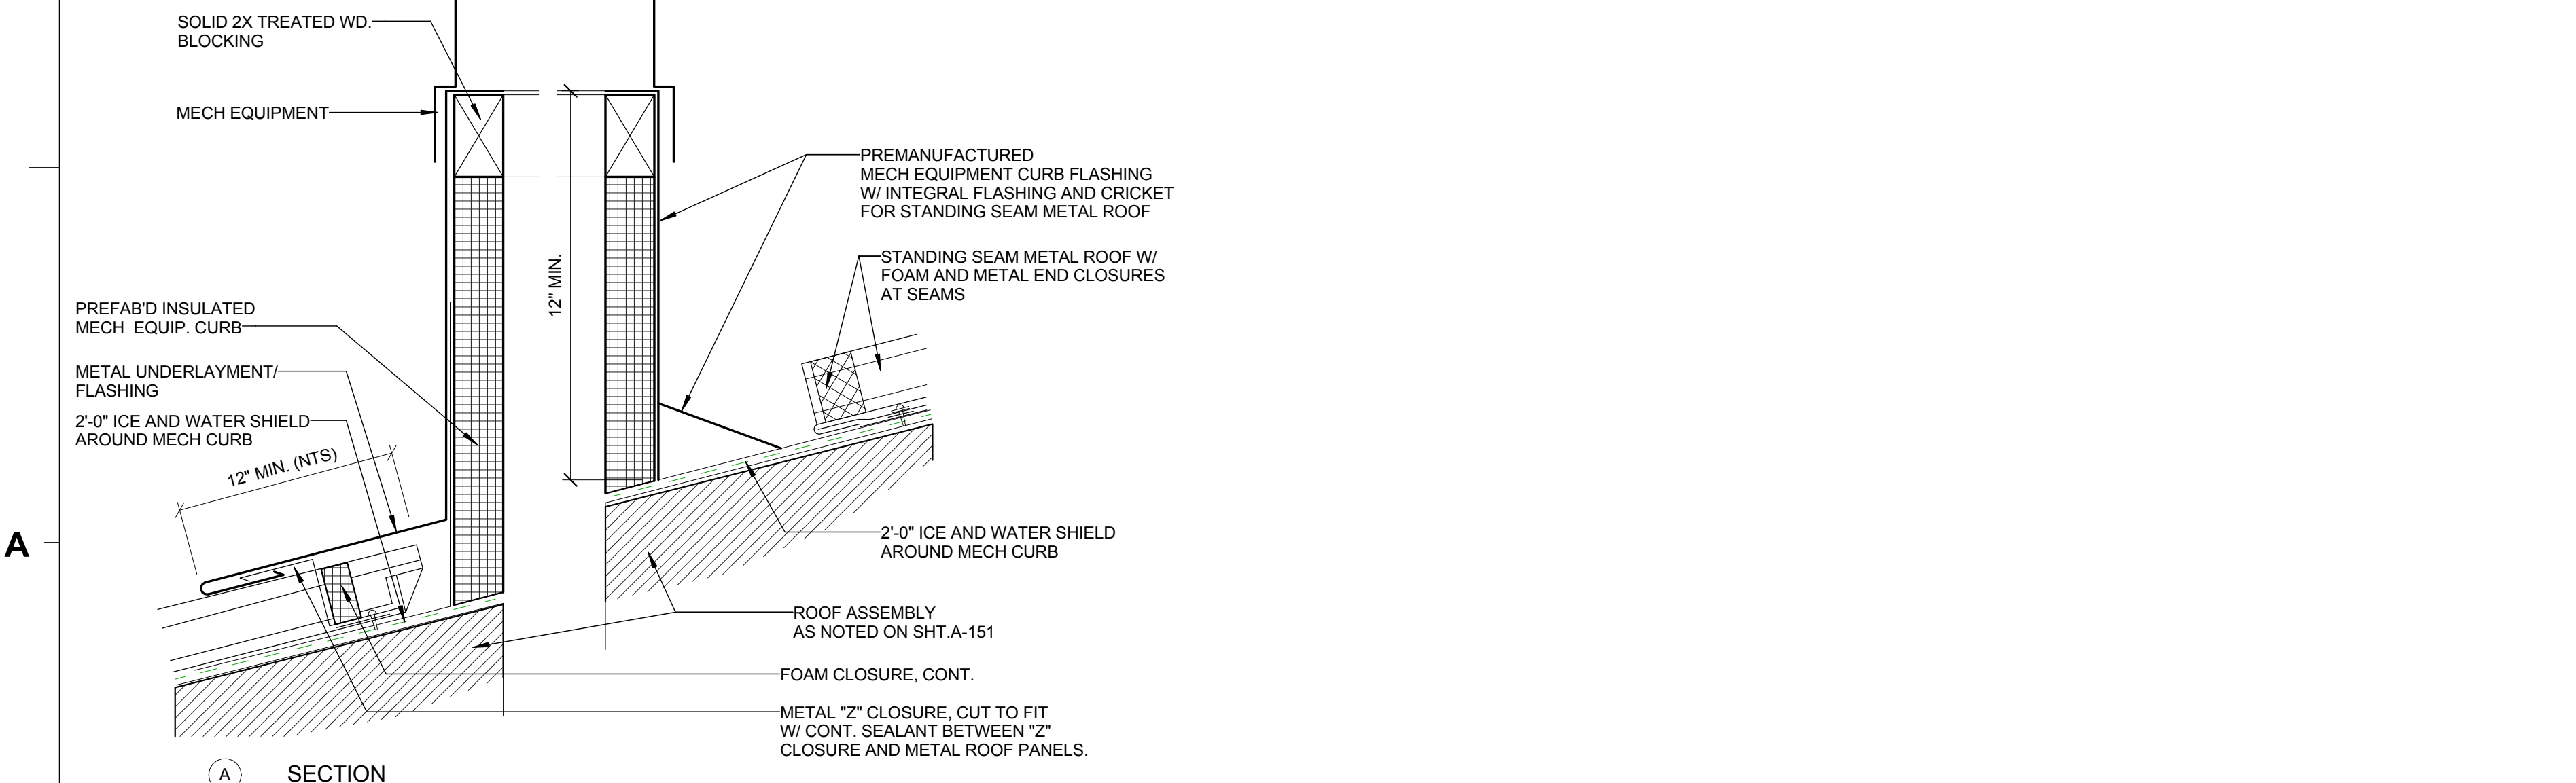 SOLID 2X TREATED WD.
BLOCKING
MECH EQUIPMENT
PREMANUFACTURED
MECH EQUIPMENT CURB FLASHING
W/ INTEGRAL FLASHING AND CRICKET
FOR STANDING SEAM METAL ROOF
STANDING SEAM METAL ROOF W/
FOAM AND METAL END CLOSURES
AT SEAMS
12" MIN.
PREFAB'D INSULATED
MECH EQUIP. CURB
METAL UNDERLAYMENT/
FLASHING
2'-0" ICE AND WATER SHIELD
AROUND MECH CURB
12" MIN. (NTS)
A
2'-0" ICE AND WATER SHIELD
AROUND MECH CURB
ROOF ASSEMBLY
AS NOTED ON SHT.A-151
FOAM CLOSURE, CONT.
METAL "Z" CLOSURE, CUT TO FIT
W/ CONT. SEALANT BETWEEN "Z"
CLOSURE AND METAL ROOF PANELS.
A SECTION